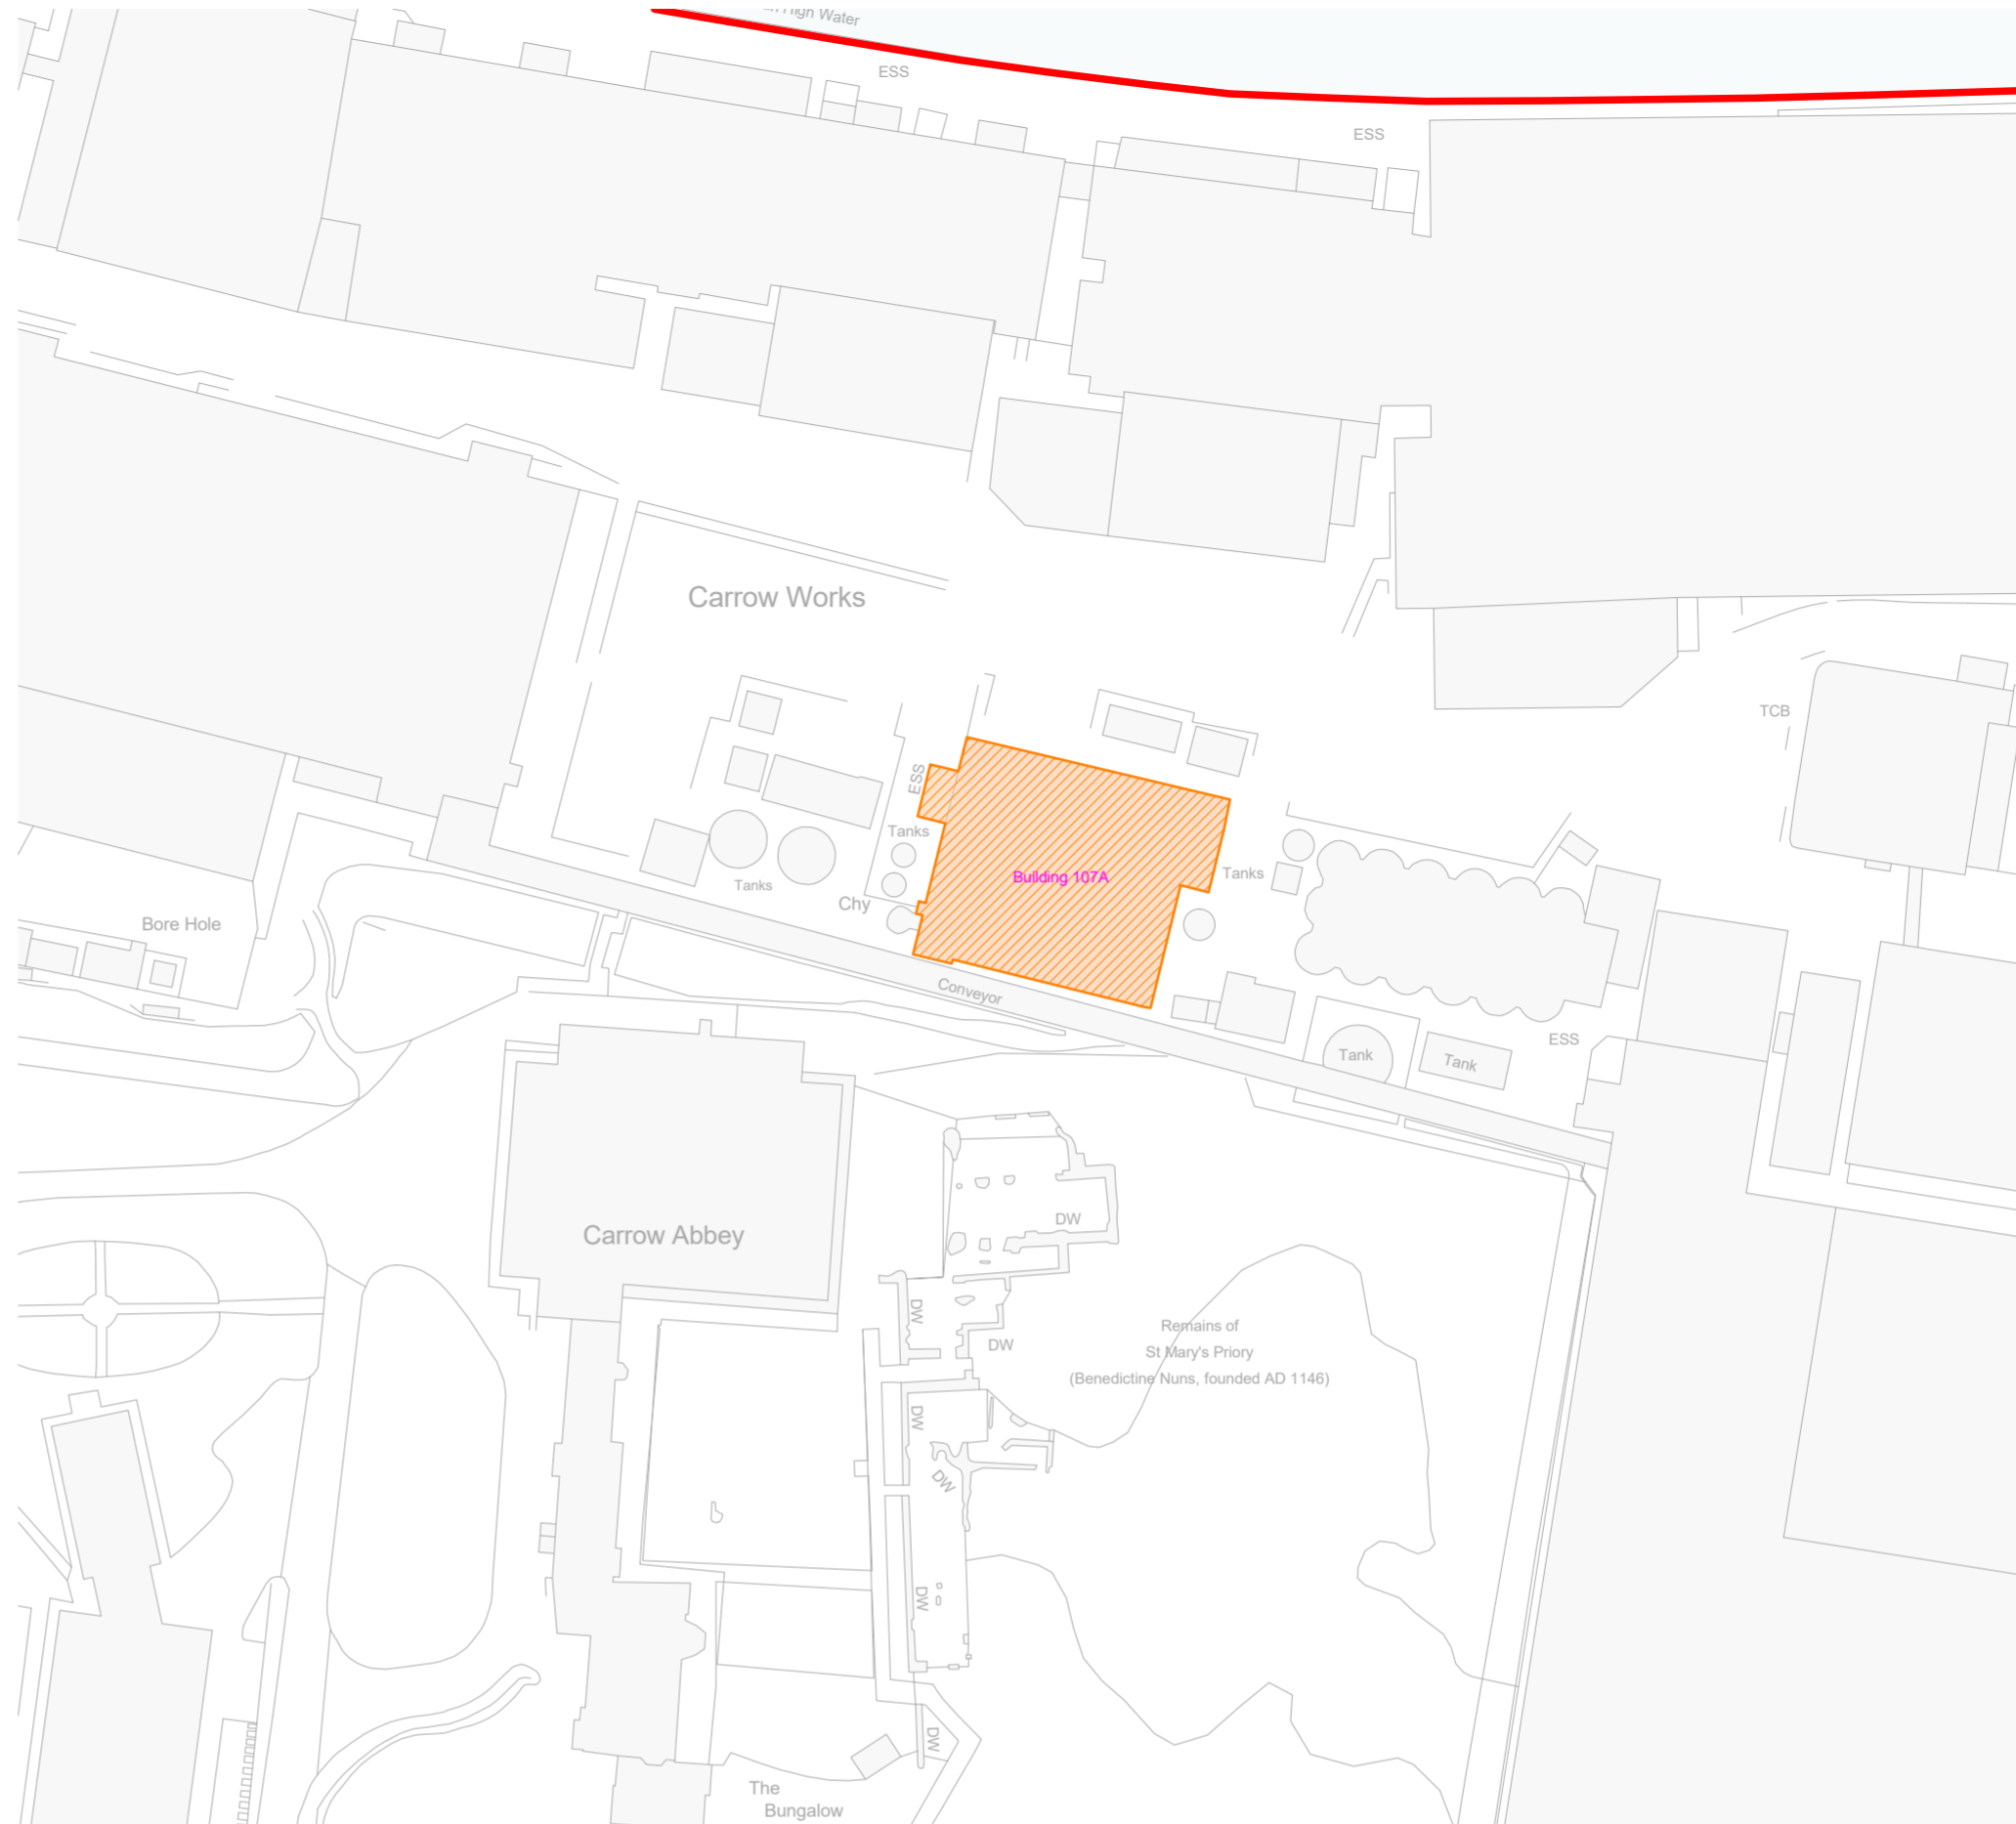 High Water
ESS
ESS
Carrow Works
TCB
ESS
Tanks
Building 107A
Tanks
Tanks
Chy
Bore Hole
Conveyor
ESS
Tank
Tank
Carrow Abbey
DW
DW
Remains of
St Mary's Priory
(Benedictine Nuns, founded AD 1146)
DW
DW
DW
DW
DW
The
Bungalow